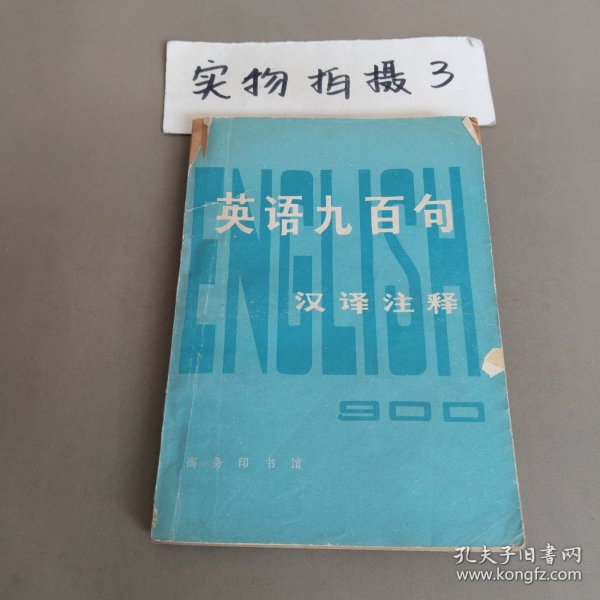 实物拍摄3
ENGLISH
英语九百句
汉译注释
900
商务印书馆
孔夫子旧书网
www.kongfz.com